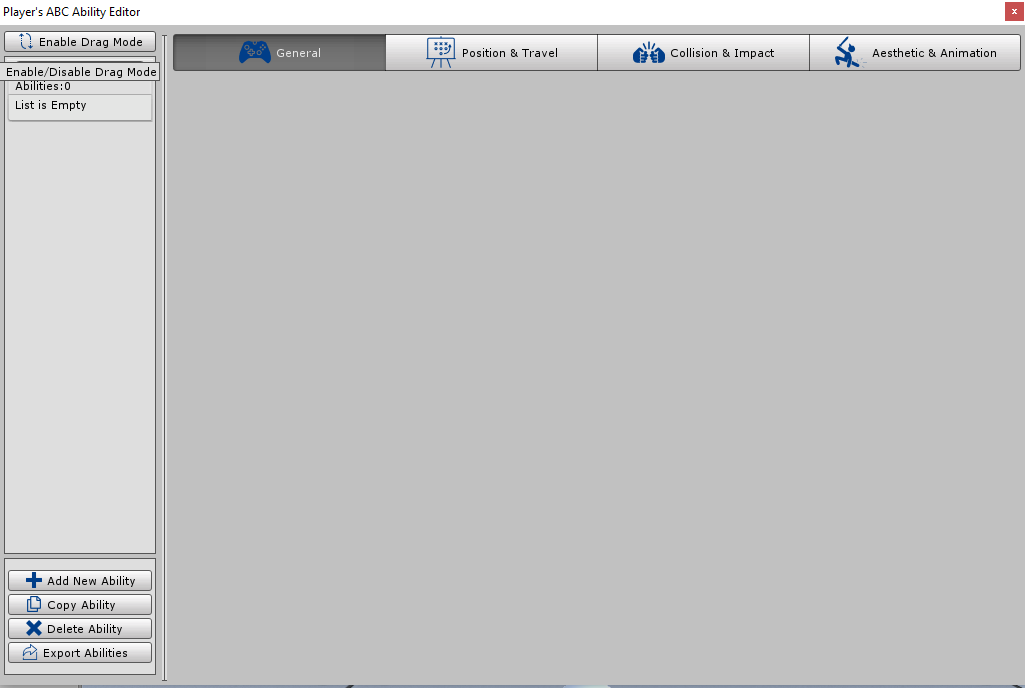 Player's ABC Ability Editor
x
Enable Drag Mode
Enable/Disable Drag Mode
Abilities:0
List is Empty
General
Position & Travel
Collision & Impact
Aesthetic & Animation
Add New Ability
Copy Ability
Delete Ability
Export Abilities